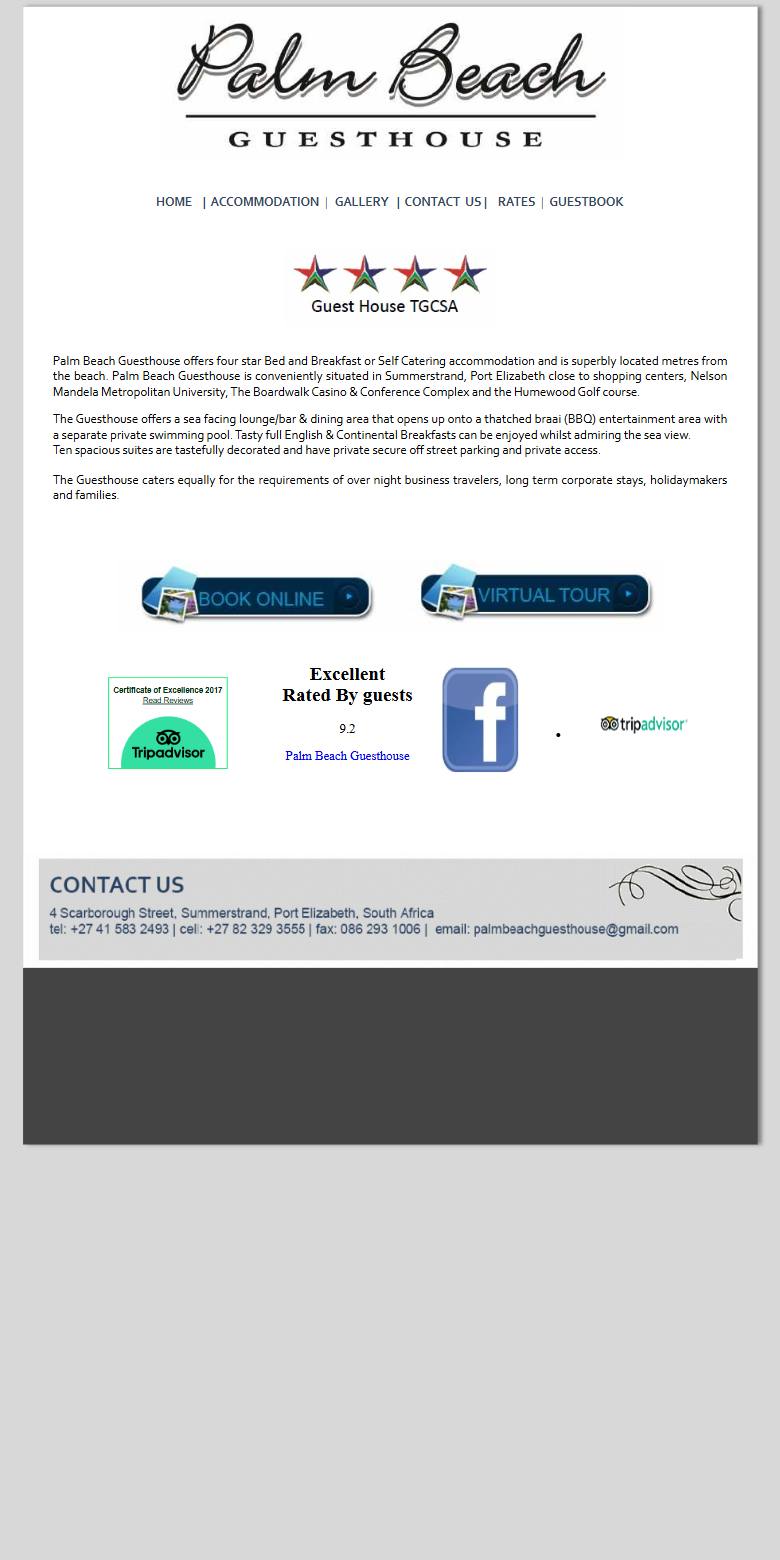 Palm Beach
GUESTHOUSE
HOME | ACCOMMODATION | GALLERY | CONTACT US | RATES | GUESTBOOK
Guest House TGCSA
Palm Beach Guesthouse offers four star Bed and Breakfast or Self Catering accommodation and is superbly located metres from
the beach. Palm Beach Guesthouse is conveniently situated in Summerstrand, Port Elizabeth close to shopping centers, Nelson
Mandela Metropolitan University, The Boardwalk Casino & Conference Complex and the Humewood Golf course.
The Guesthouse offers a sea facing lounge/bar & dining area that opens up onto a thatched braai (BBQ) entertainment area with
a separate private swimming pool. Tasty full English & Continental Breakfasts can be enjoyed whilst admiring the sea view.
Ten spacious suites are tastefully decorated and have private secure off street parking and private access.
The Guesthouse caters equally for the requirements of over night business travelers, long term corporate stays, holidaymakers
and families.
BOOK ONLINE
VIRTUAL TOUR
Certificate of Excellence 2017
Read Reviews
Tripadvisor
Excellent
Rated By guests
9.2
Palm Beach Guesthouse
f
tripadvisor
CONTACT US
4 Scarborough Street, Summerstrand, Port Elizabeth, South Africa
tel: +27 41 583 2493 | cell: +27 82 329 3555 | fax: 086 293 1006 | email: palmbeachguesthouse@gmail.com